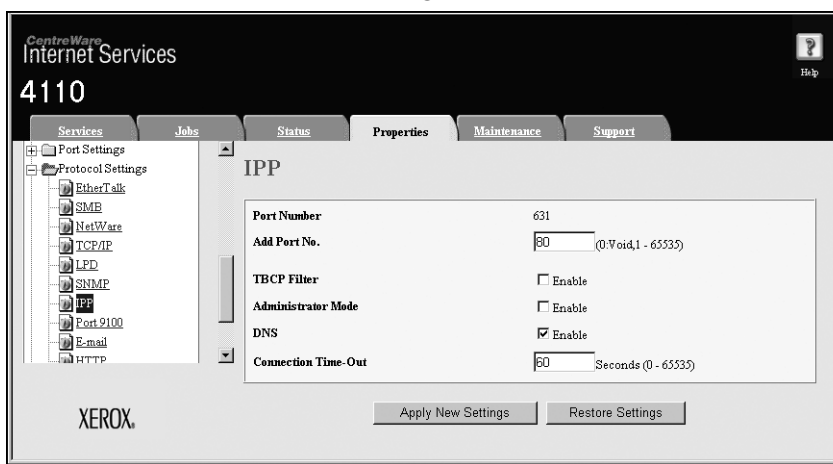 CentreWare
Internet Services
Help
4110
Services Jobs Status Properties Maintenance Support
Port Settings
Protocol Settings
EtherTalk
SMB
NetWare
TCP/IP
LPD
SNMP
IPP
Port 9100
E-mail
HTTP
IPP
Port Number 631
Add Port No. 80 (0:Void,1 - 65535)
TBCP Filter Enable
Administrator Mode Enable
DNS Enable
Connection Time-Out 60 Seconds (0 - 65535)
Apply New Settings Restore Settings
XEROX®